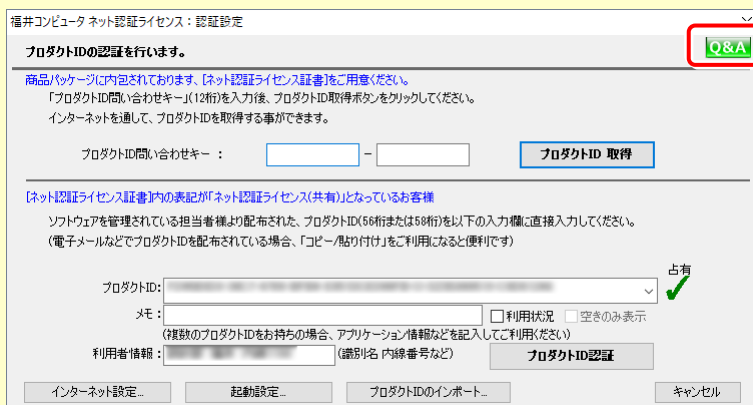 福井コンピュータ ネット認証ライセンス：認証設定
プロダクトIDの認証を行います。
Q&A
商品パッケージに内包されております、[ネット認証ライセンス証書]をご用意ください。
「プロダクトID問い合わせキー」(12桁)を入力後、プロダクトID取得ボタンをクリックしてください。
インターネットを通して、プロダクトIDを取得する事ができます。
プロダクトID問い合わせキー ： － プロダクトID 取得
[ネット認証ライセンス証書]内の表記が「ネット認証ライセンス(共有)」となっているお客様
ソフトウェアを管理されている担当者様より配布された、プロダクトID(56桁または58桁)を以下の入力欄に直接入力してください。
(電子メールなどでプロダクトIDを配布されている場合、「コピー/貼り付け」をご利用になると便利です)
占有
プロダクトID:
メモ: 利用状況 空きのみ表示
(複数のプロダクトIDをお持ちの場合、アプリケーション情報などを記入してご利用ください)
利用者情報: (識別名 内線番号など) プロダクトID認証
インターネット設定... 起動設定... プロダクトIDのインポート... キャンセル